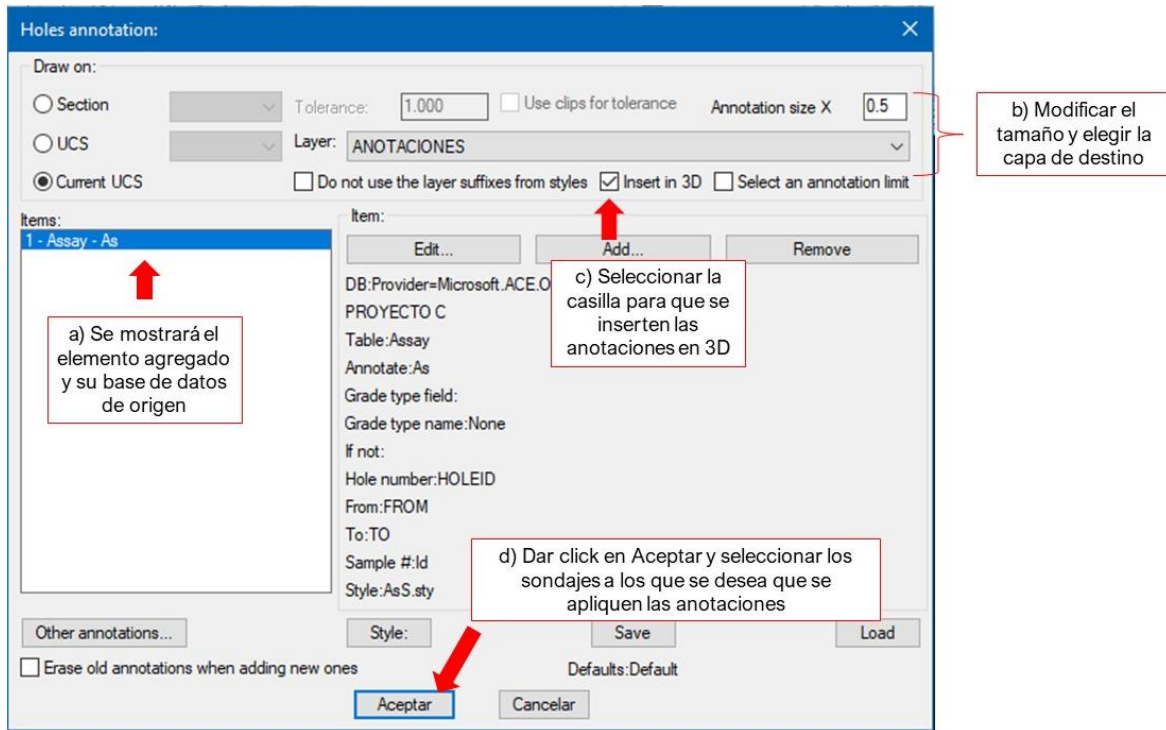 Holes annotation:
Draw on:
Section
Tolerance: 1.000 Use clips for tolerance Annotation size X 0.5
UCS
Layer: ANOTACIONES
Current UCS
Do not use the layer suffixes from styles Insert in 3D Select an annotation limit
b) Modificar el
tamaño y elegir la
capa de destino
Items:
1 - Assay - As
a) Se mostrará el
elemento agregado
y su base de datos
de origen
Item:
Edit... Add... Remove
DB:Provider=Microsoft.ACE.O
PROYECTO C
Table:Assay
Annotate:As
Grade type field:
Grade type name:None
If not:
Hole number:HOLEID
From:FROM
To:TO
Sample #:Id
Style:AsS.sty
c) Seleccionar la
casilla para que se
inserten las
anotaciones en 3D
d) Dar click en Aceptar y seleccionar los
sondajes a los que se desea que se
apliquen las anotaciones
Other annotations... Style: Save Load
Erase old annotations when adding new ones Defaults:Default
Aceptar Cancelar